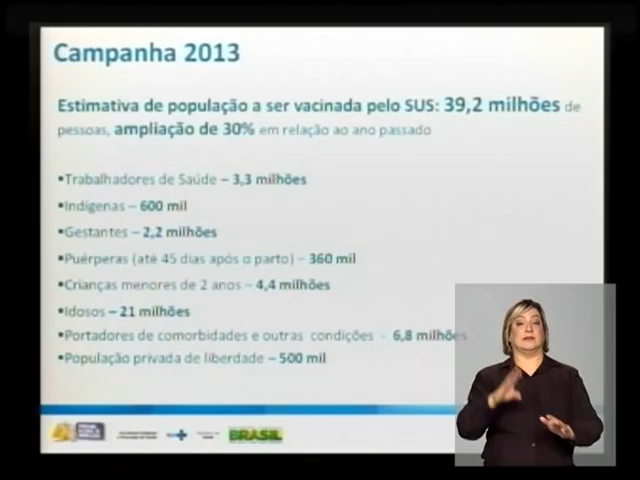 Campanha 2013
Estimativa de população a ser vacinada pelo SUS: 39,2 milhões de
pessoas, ampliação de 30% em relação ao ano passado
▪Trabalhadores de Saúde – 3,3 milhões
▪Indígenas – 600 mil
▪Gestantes – 2,2 milhões
▪Puérperas (até 45 dias após o parto) – 360 mil
▪Crianças menores de 2 anos – 4,4 milhões
▪Idosos – 21 milhões
▪Portadores de comorbidades e outras condições - 6,8 milhões
▪População privada de liberdade – 500 mil
BRASIL